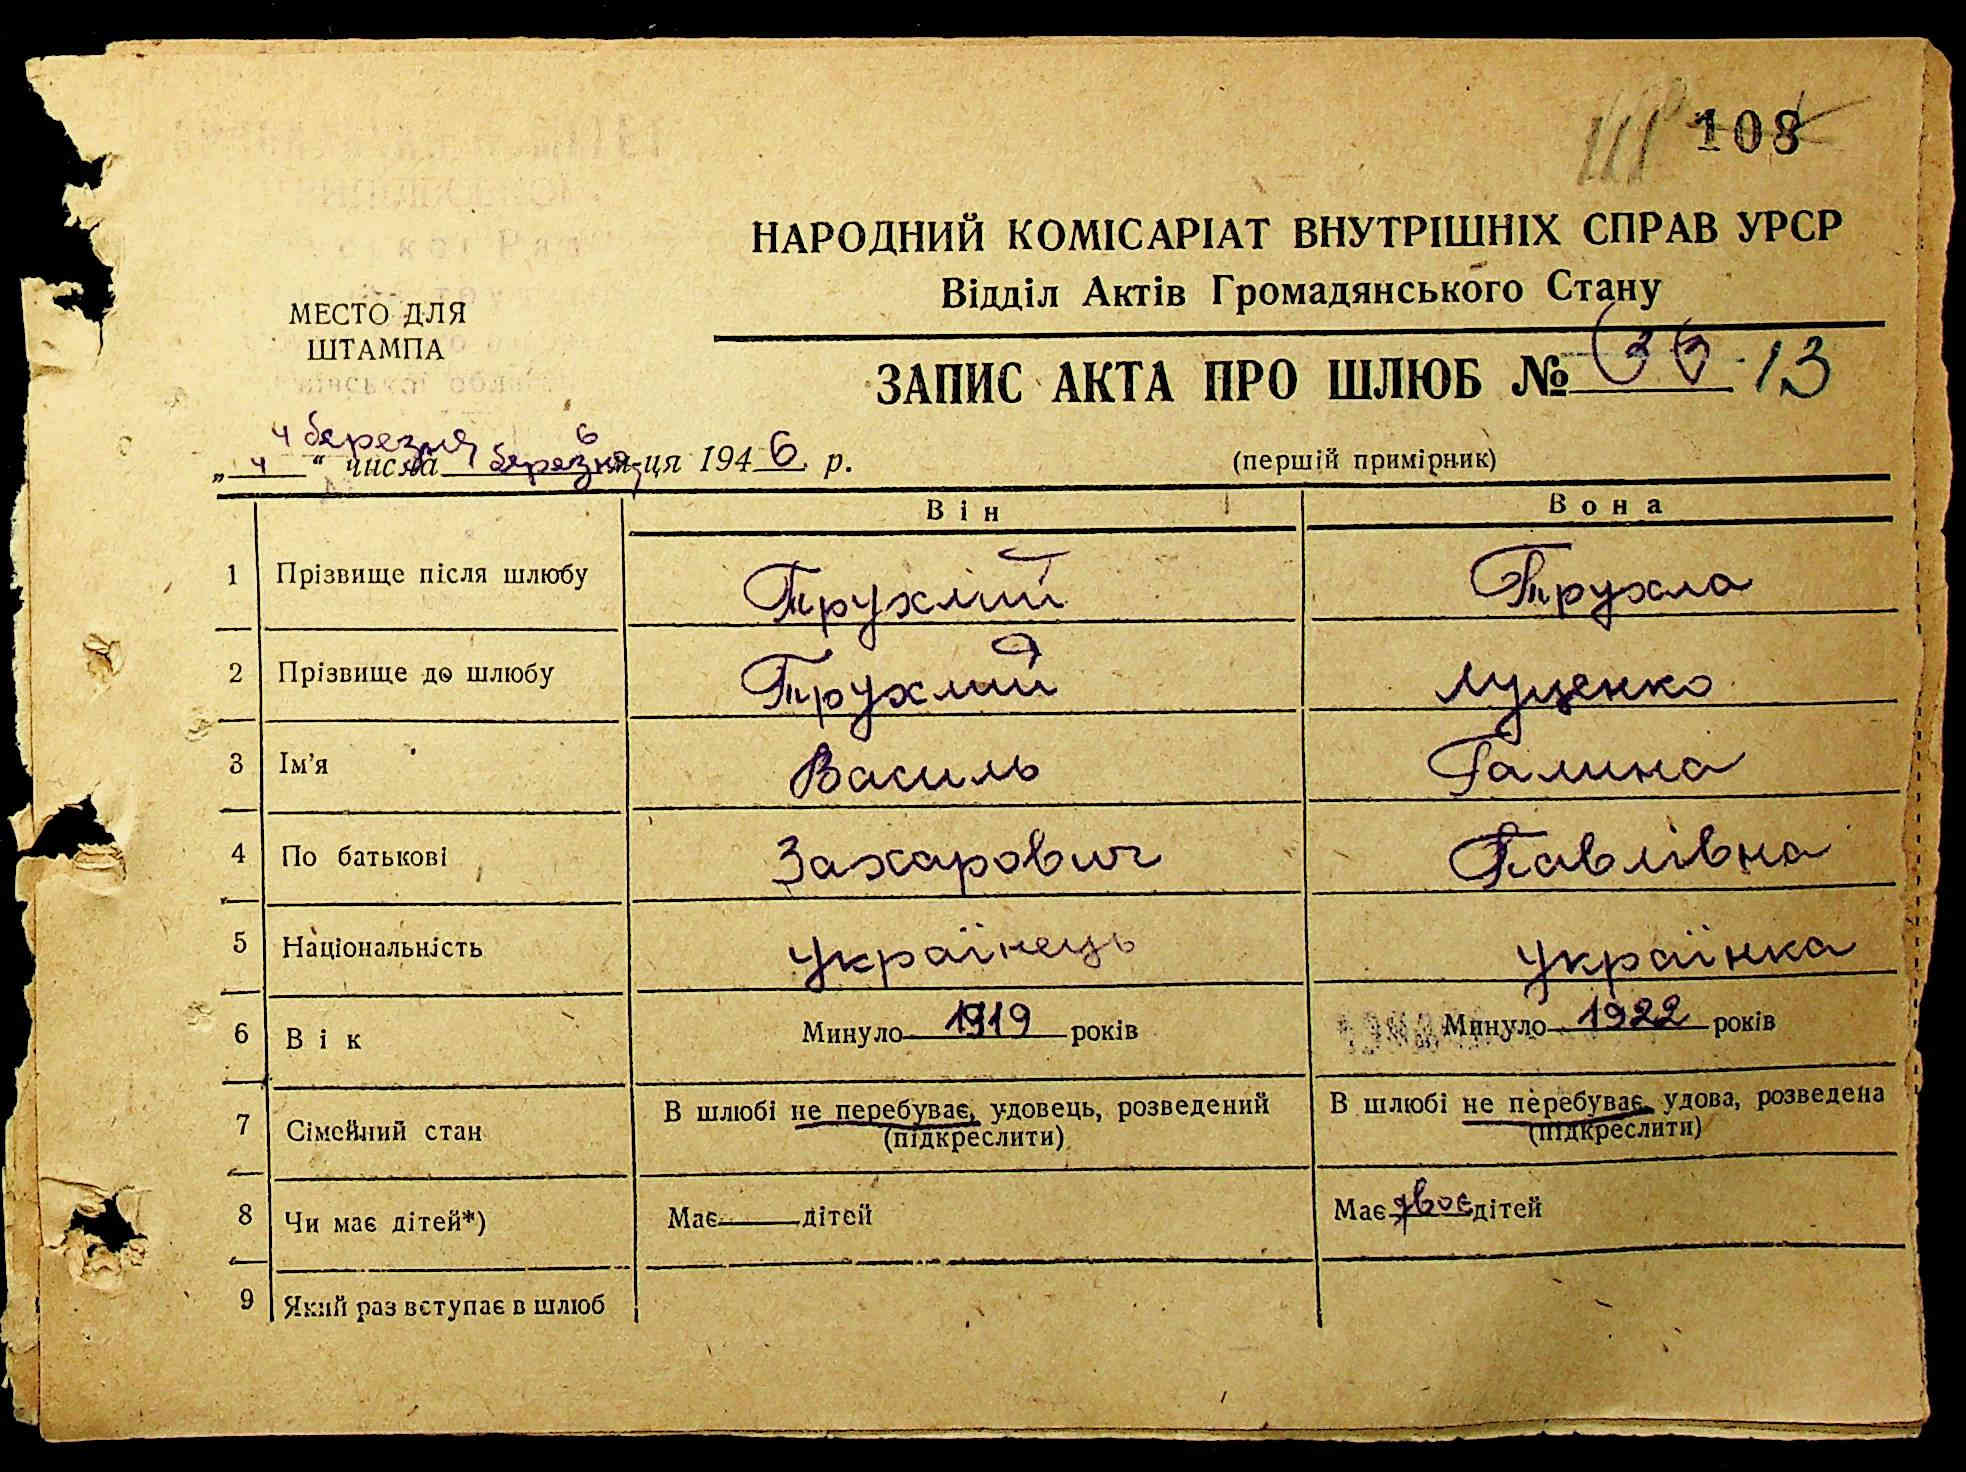 108
НАРОДНИЙ КОМІСАРІАТ ВНУТРІШНІХ СПРАВ УРСР
Відділ Актів Громадянського Стану
МЕСТО ДЛЯ
ШТАМПА
ЗАПИС АКТА ПРО ШЛЮБ № 13
4 березня 6
„ 4 “ числа березня м-ця 1946 р.
(першій примірник)
Він Вона
1 Прізвище після шлюбу Трухлий Трухла
2 Прізвище до шлюбу Трухлий Луценко
3 Ім’я Василь Галина
4 По батькові Захарович Павлівна
5 Національність українець українка
6 Вік Минуло 1919 років Минуло 1922 років
7 Сімейний стан В шлюбі не перебуває, удовець, розведений (підкреслити) В шлюбі не перебуває, удова, розведена (підкреслити)
8 Чи має дітей*) Має — дітей Має двоє дітей
9 Який раз вступає в шлюб